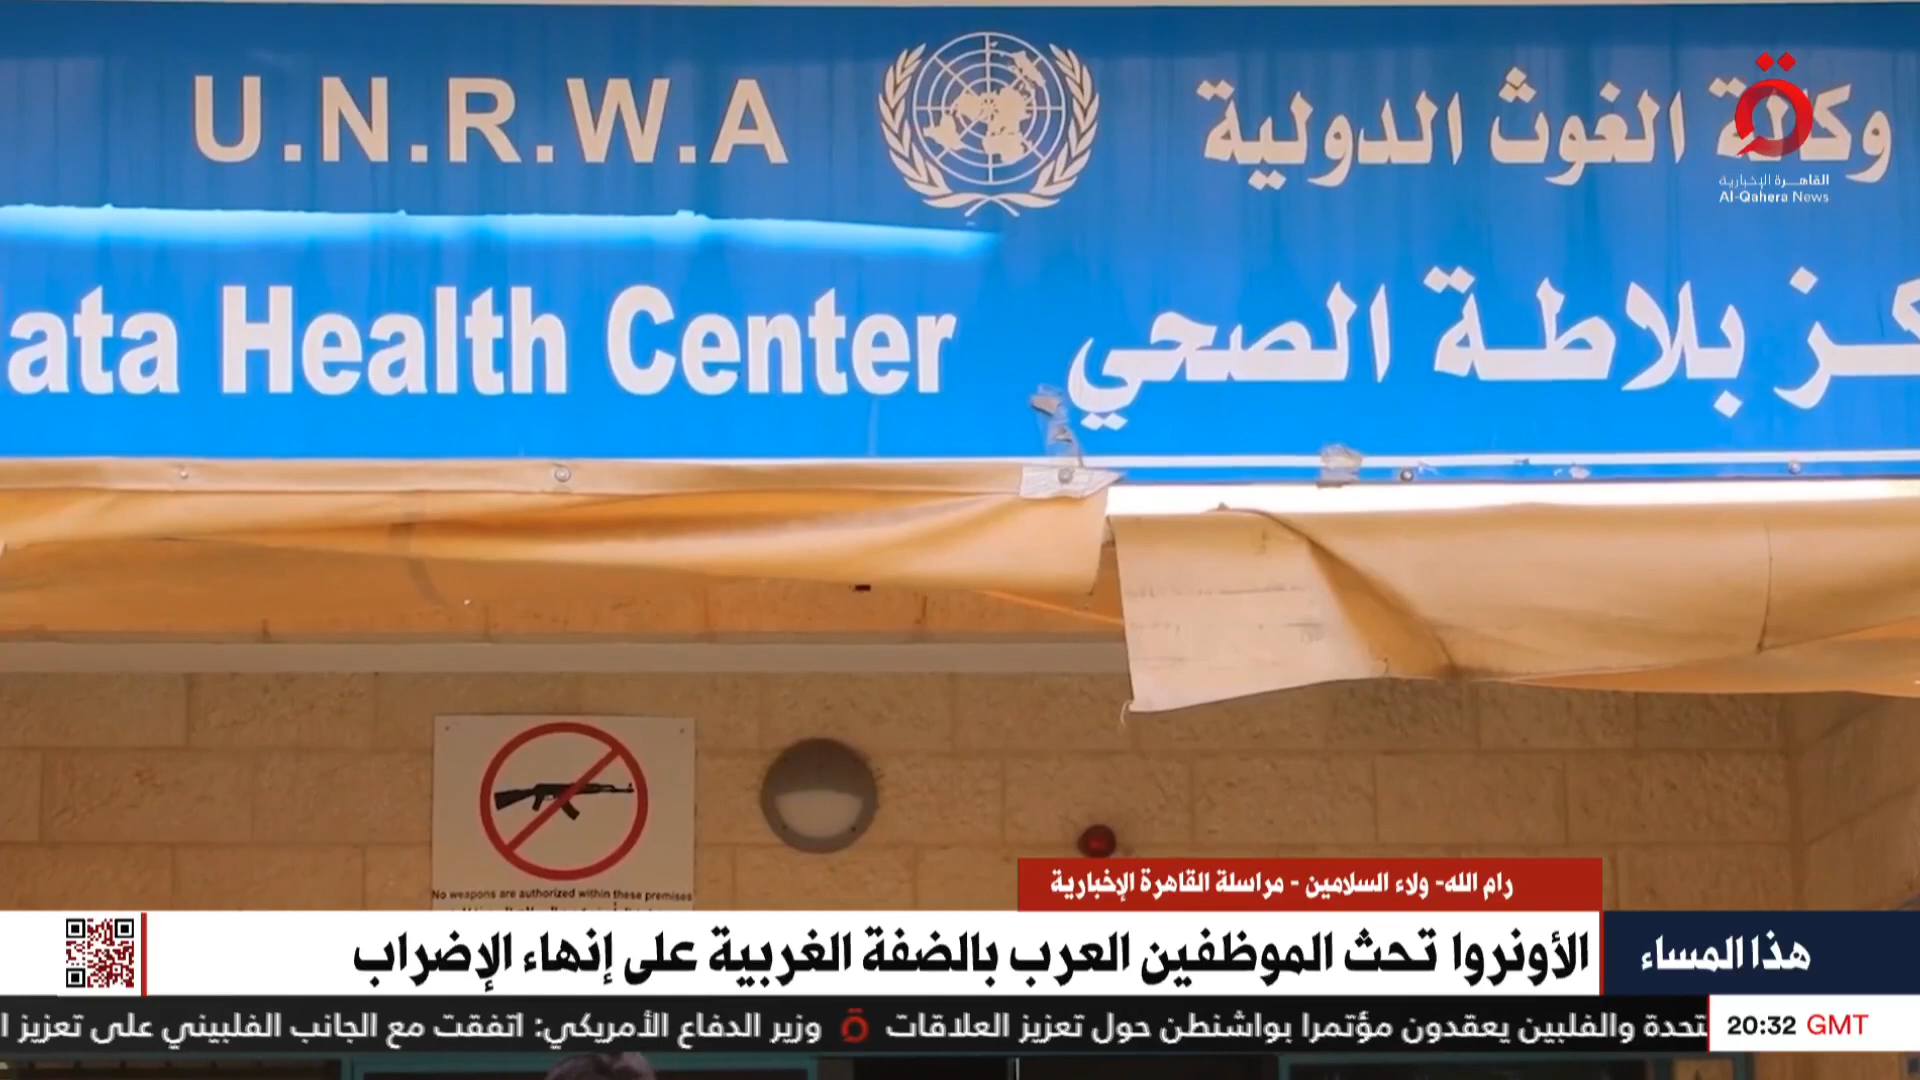 U.N.R.W.A وكالة الغوث الدولية
القاهرة الإخبارية
Al-Qahera News
ata Health Center كز بلاطة الصحي
No weapons are authorized within these premises
رام الله- ولاء السلامين - مراسلة القاهرة الإخبارية
هذا المساء
الأونروا تحث الموظفين العرب بالضفة الغربية على إنهاء الإضراب
تحدة والفلبين يعقدون مؤتمرا بواشنطن حول تعزيز العلاقات وزير الدفاع الأمريكي: اتفقت مع الجانب الفلبيني على تعزيز ا
20:32 GMT